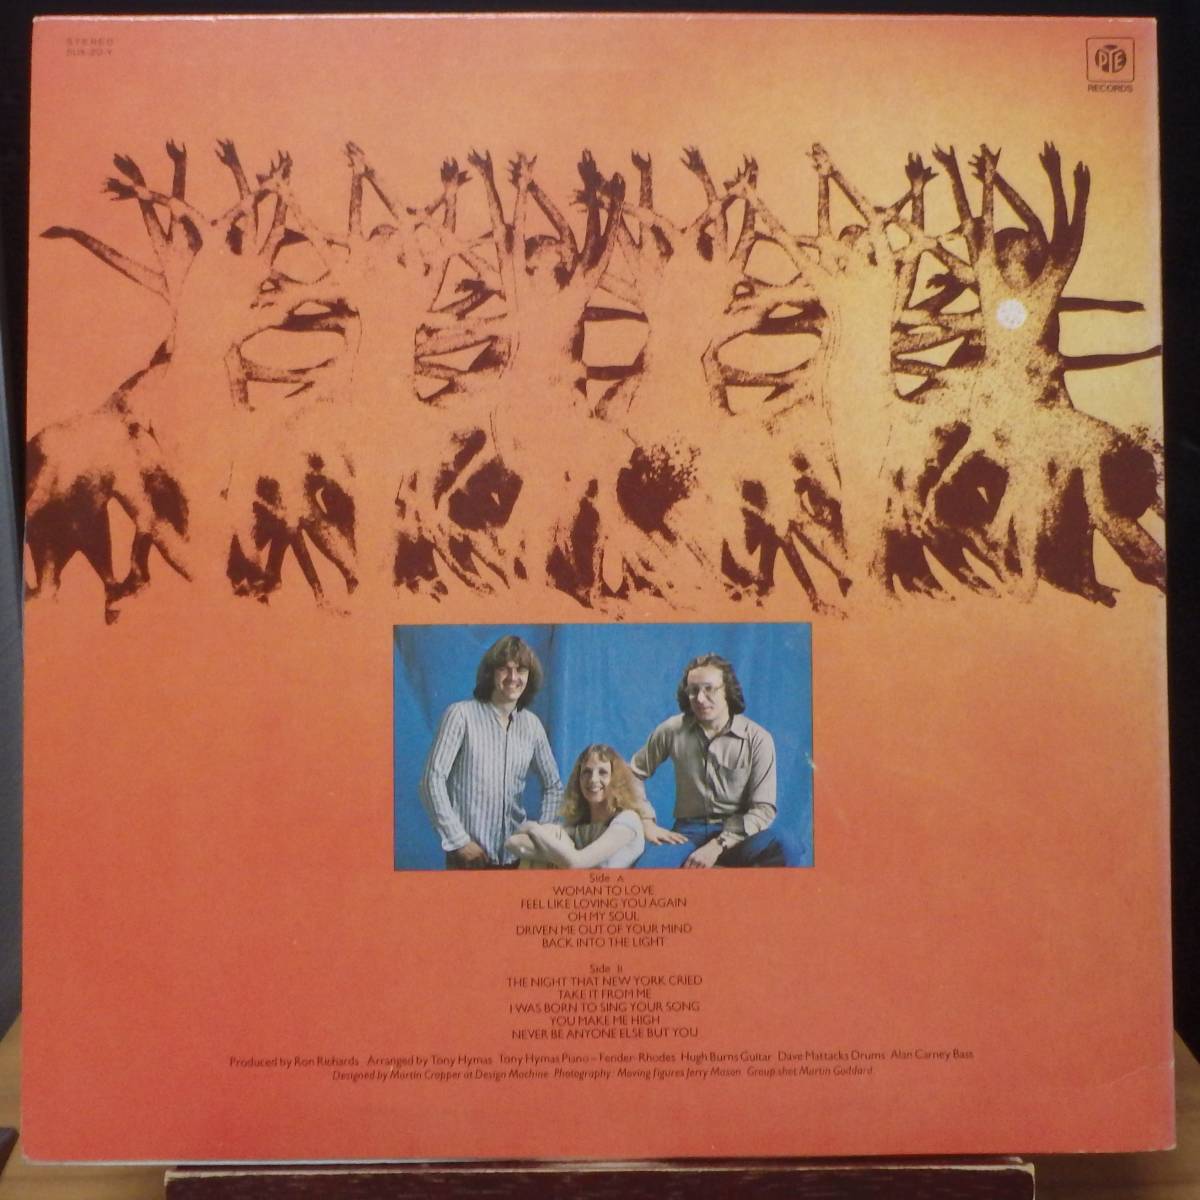 STEREO
PYE
RECORDS
Side A
WOMAN TO LOVE
FEEL LIKE LOVING YOU AGAIN
OH MY SOUL
DRIVEN ME OUT OF YOUR MIND
BACK INTO THE LIGHT
Side B
THE NIGHT THAT NEW YORK CRIED
TAKE IT FROM ME
I WAS BORN TO SING YOUR SONG
YOU MAKE ME HIGH
NEVER BE ANYONE ELSE BUT YOU
Produced by Ron Richards Arranged by Tony Hymas Tony Hymas Piano – Fender-Rhodes Hugh Burns Guitar Dave Mattacks Drums Alan Carney Bass
Designed by Martin Cropper at Design Machine Photography: Moving figures Jerry Mason Group shot Martin Goddard